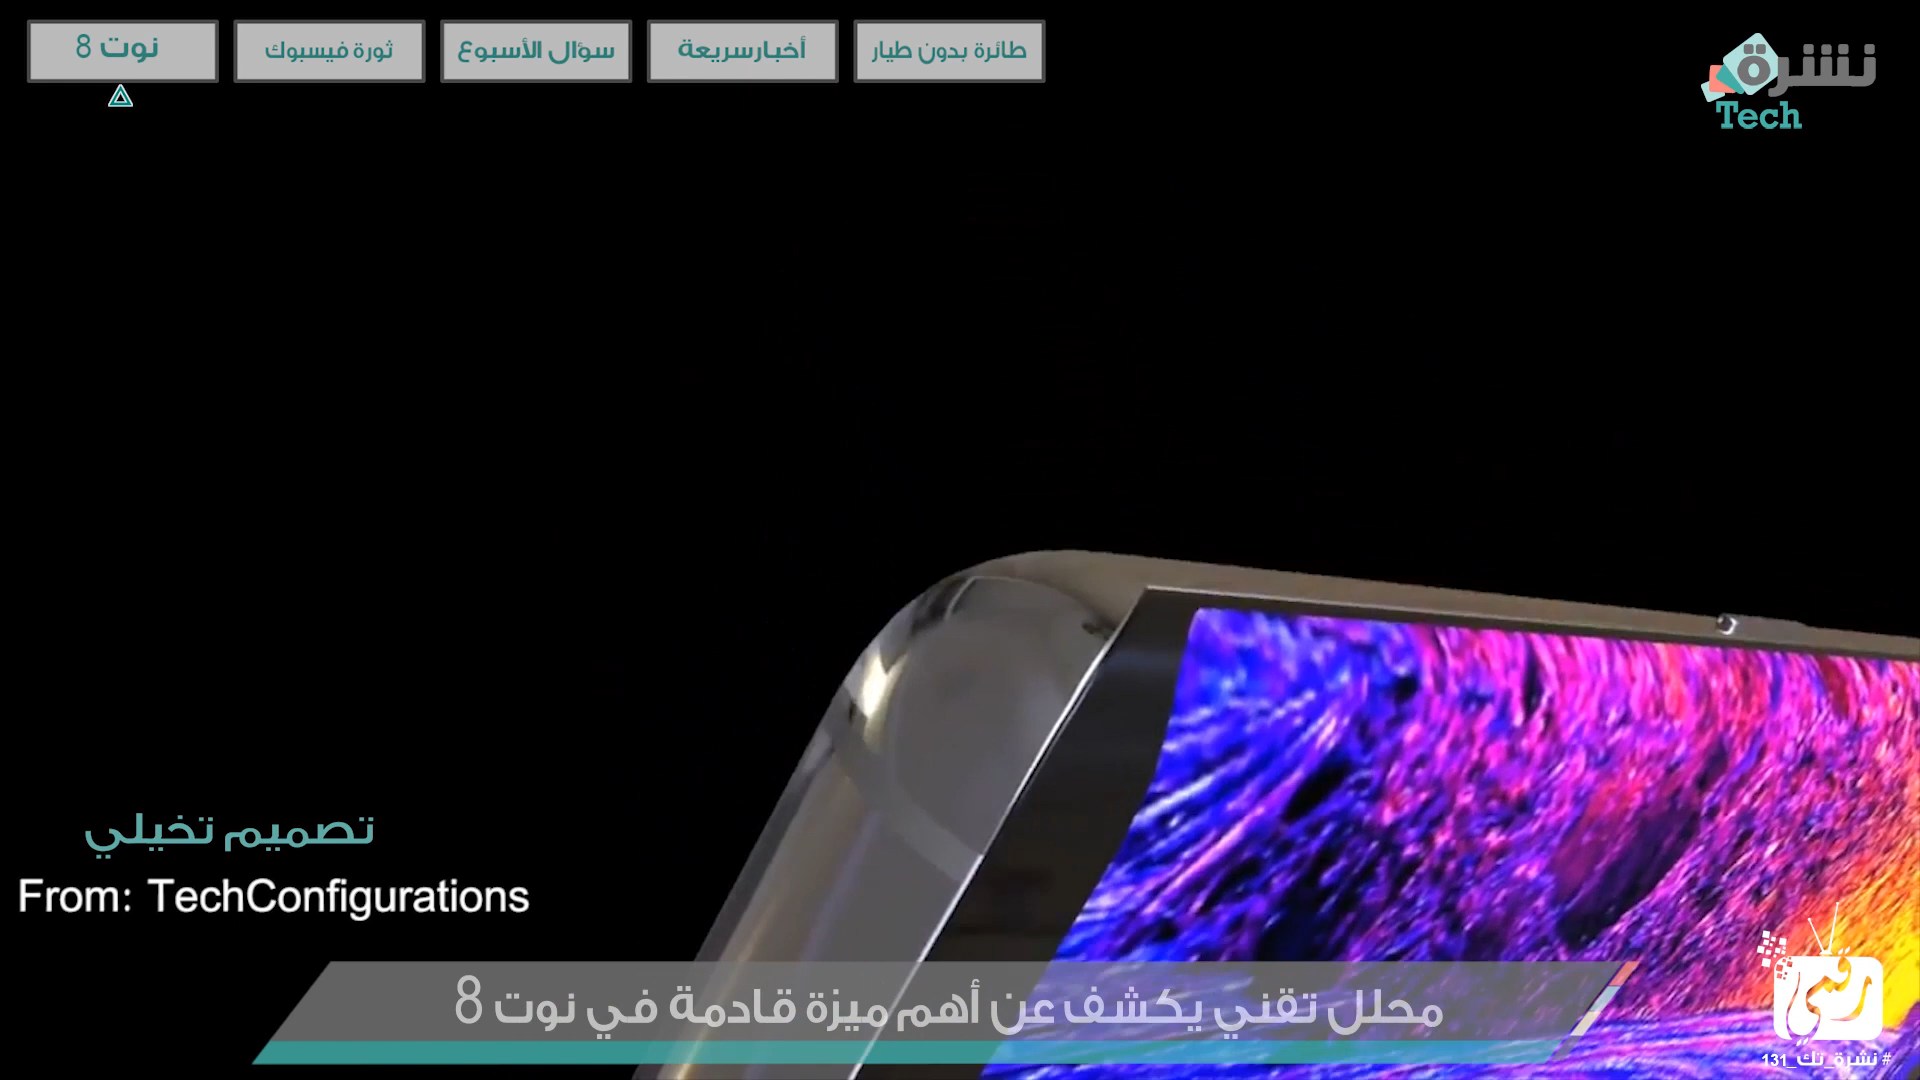 طائرة بدون طيار
أخبارسريعة
سؤال الأسبوع
ثورة فيسبوك
نوت 8
نشرة
Tech
تصميم تخيلي
From: TechConfigurations
محلل تقني يكشف عن أهم ميزة قادمة في نوت 8
# نشرة_تك_131